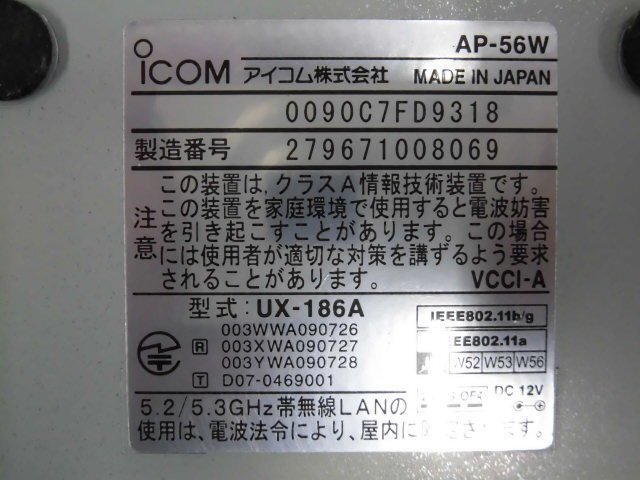 AP-56W
ICOM アイコム株式会社 MADE IN JAPAN
0090C7FD9318
製造番号 279671008069
注意
この装置は,クラスA情報技術装置です。
この装置を家庭環境で使用すると電波妨害
を引き起こすことがあります。この場合
には使用者が適切な対策を講ずるよう要求
されることがあります。 VCCI-A
型式: UX-186A
003WWA090726
R 003XWA090727
003YWA090728
T D07-0469001
IEEE802.11b/g
EE802.11a
W52 W53 W56
DC 12V
5.2/5.3GHz帯無線LANの
使用は、電波法令により、屋内に限定されます。